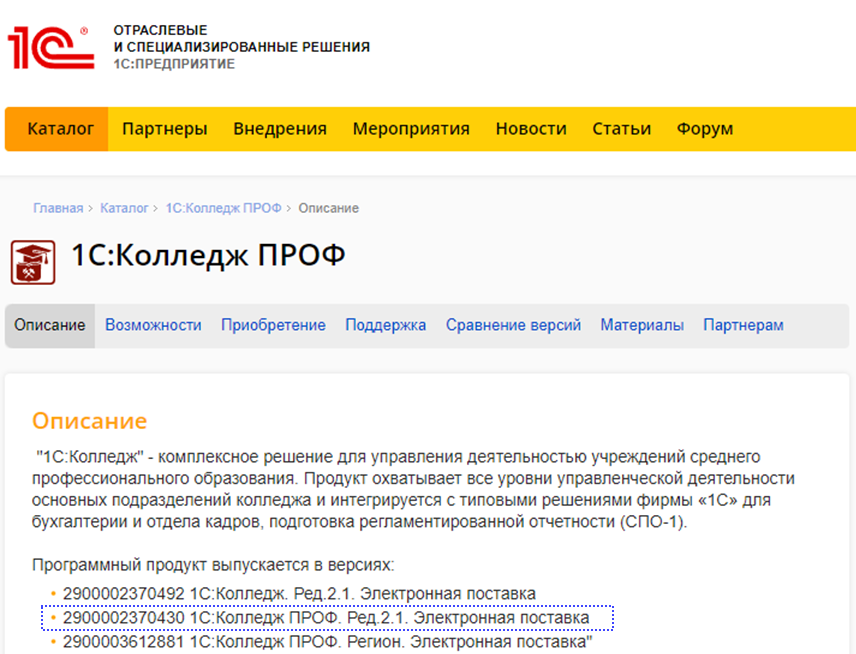 1С®
ОТРАСЛЕВЫЕ
И СПЕЦИАЛИЗИРОВАННЫЕ РЕШЕНИЯ
1С:ПРЕДПРИЯТИЕ
Каталог Партнеры Внедрения Мероприятия Новости Статьи Форум
Главная > Каталог > 1С:Колледж ПРОФ > Описание
1С:Колледж ПРОФ
Описание Возможности Приобретение Поддержка Сравнение версий Материалы Партнерам
Описание
"1С:Колледж" - комплексное решение для управления деятельностью учреждений среднего
профессионального образования. Продукт охватывает все уровни управленческой деятельности
основных подразделений колледжа и интегрируется с типовыми решениями фирмы «1С» для
бухгалтерии и отдела кадров, подготовка регламентированной отчетности (СПО-1).
Программный продукт выпускается в версиях:
• 2900002370492 1С:Колледж. Ред.2.1. Электронная поставка
• 2900002370430 1С:Колледж ПРОФ. Ред.2.1. Электронная поставка
• 2900003612881 1С:Колледж ПРОФ. Регион. Электронная поставка"